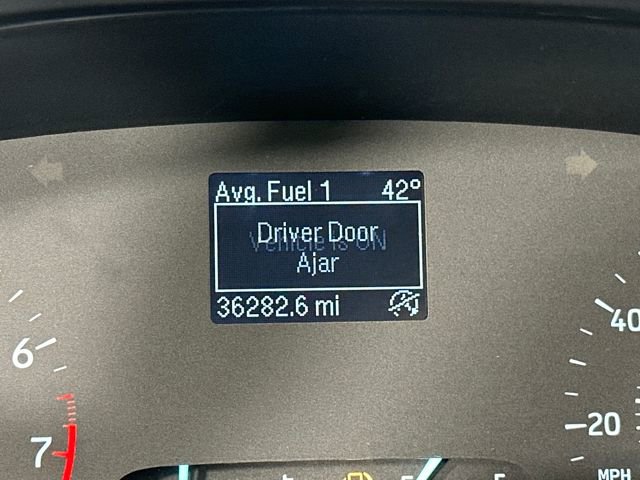 Avg. Fuel 1 42°
Driver Door
Vehicle is ON
Ajar
36282.6 mi
6
7
40
20
MPH